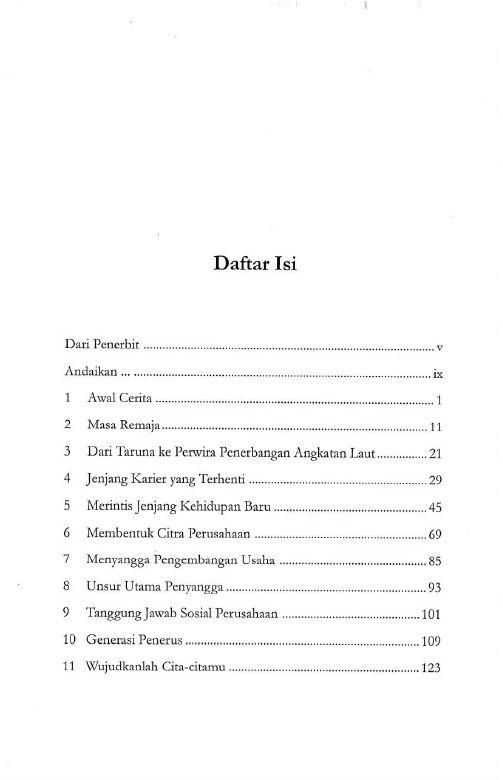 Daftar Isi
Dari Penerbit ........ v
Andaikan ... ........ ix
1 Awal Cerita ........ 1
2 Masa Remaja ........ 11
3 Dari Taruna ke Perwira Penerbangan Angkatan Laut ........ 21
4 Jenjang Karier yang Terhenti ........ 29
5 Merintis Jenjang Kehidupan Baru ........ 45
6 Membentuk Citra Perusahaan ........ 69
7 Menyangga Pengembangan Usaha ........ 85
8 Unsur Utama Penyangga ........ 93
9 Tanggung Jawab Sosial Perusahaan ........ 101
10 Generasi Penerus ........ 109
11 Wujudkanlah Cita-citamu ........ 123